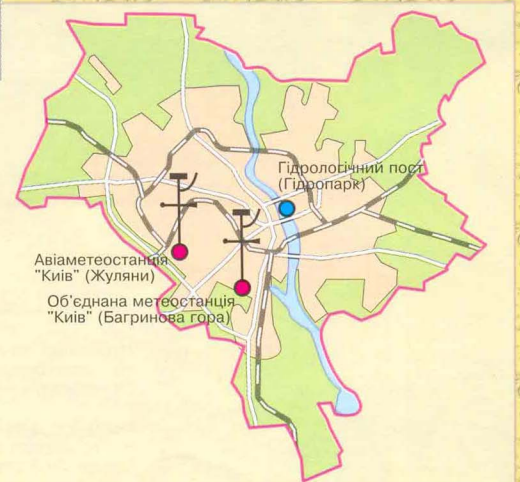 Гідрологічний пост
(Гідропарк)
Авіаметеостанція
"Київ" (Жуляни)
Об'єднана метеостанція
"Київ" (Багринова гора)